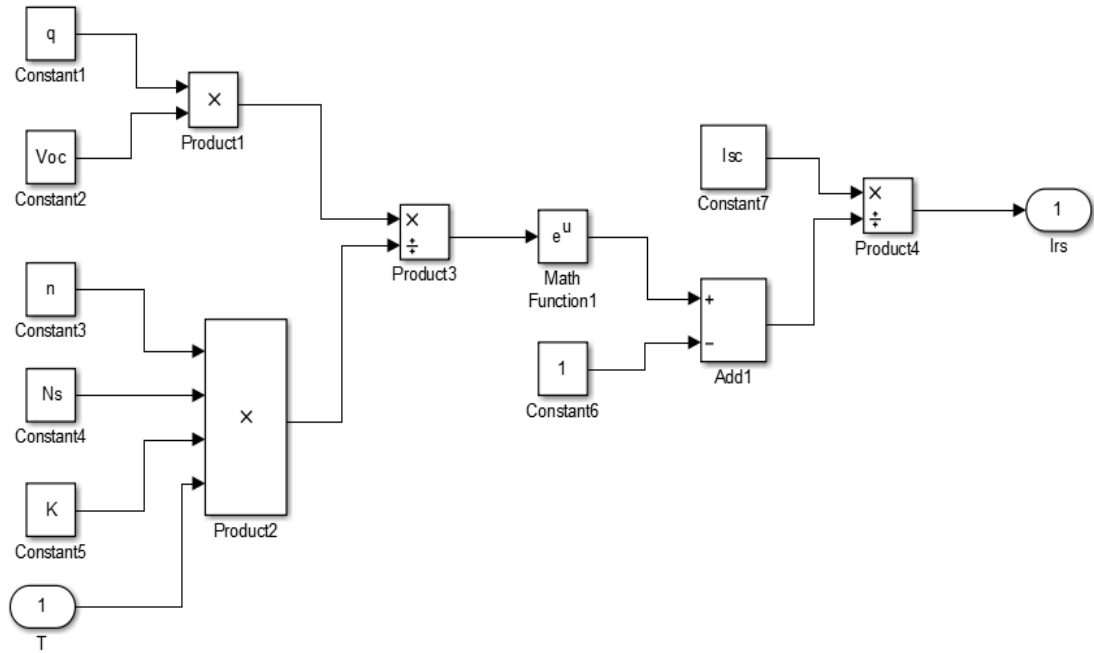 q
Constant1
Voc
Constant2
×
Product1
n
Constant3
Ns
Constant4
K
Constant5
1
T
×
Product2
×
÷
Product3
e^u
Math
Function1
1
Constant6
+
−
Add1
Isc
Constant7
×
÷
Product4
1
Irs